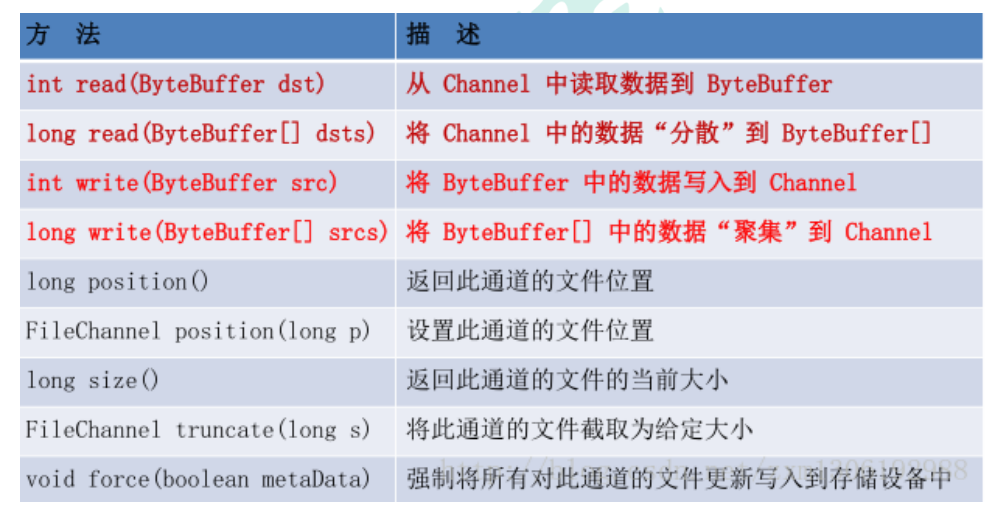 方 法 描 述
int read(ByteBuffer dst) 从 Channel 中读取数据到 ByteBuffer
long read(ByteBuffer[] dsts) 将 Channel 中的数据“分散”到 ByteBuffer[]
int write(ByteBuffer src) 将 ByteBuffer 中的数据写入到 Channel
long write(ByteBuffer[] srcs) 将 ByteBuffer[] 中的数据“聚集”到 Channel
long position() 返回此通道的文件位置
FileChannel position(long p) 设置此通道的文件位置
long size() 返回此通道的文件的当前大小
FileChannel truncate(long s) 将此通道的文件截取为给定大小
void force(boolean metaData) 强制将所有对此通道的文件更新写入到存储设备中